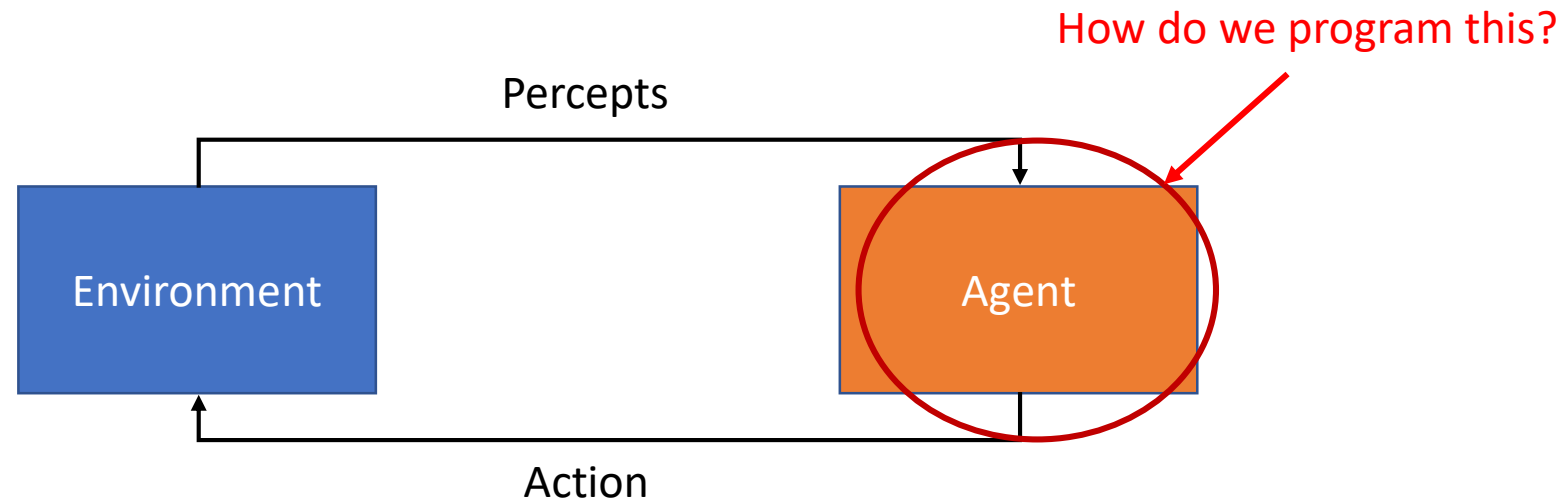 How do we program this?
Percepts
Environment
Agent
Action